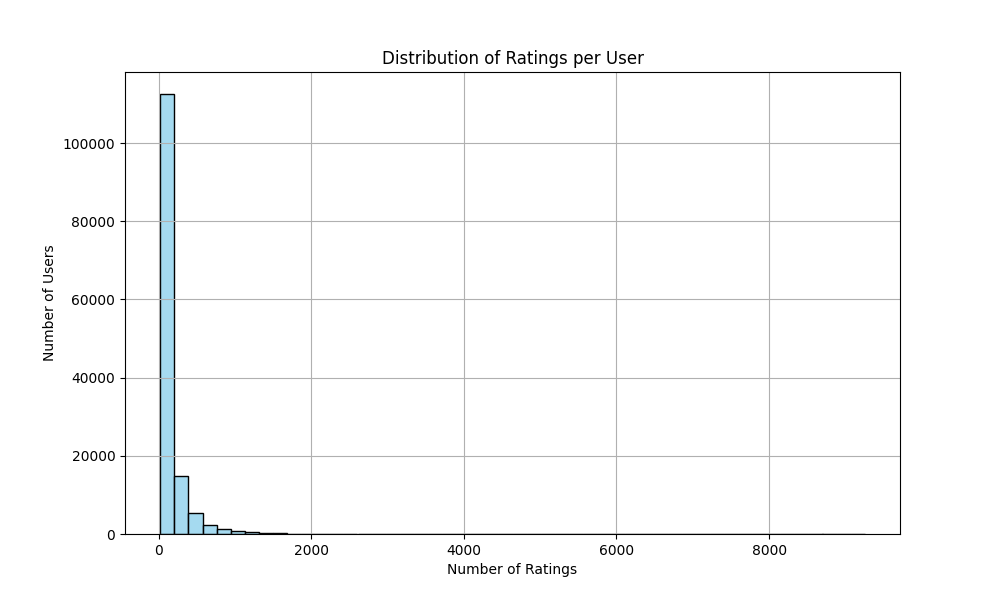 Distribution of Ratings per User
100000
80000
60000
40000
20000
0
Number of Users
0 2000 4000 6000 8000
Number of Ratings